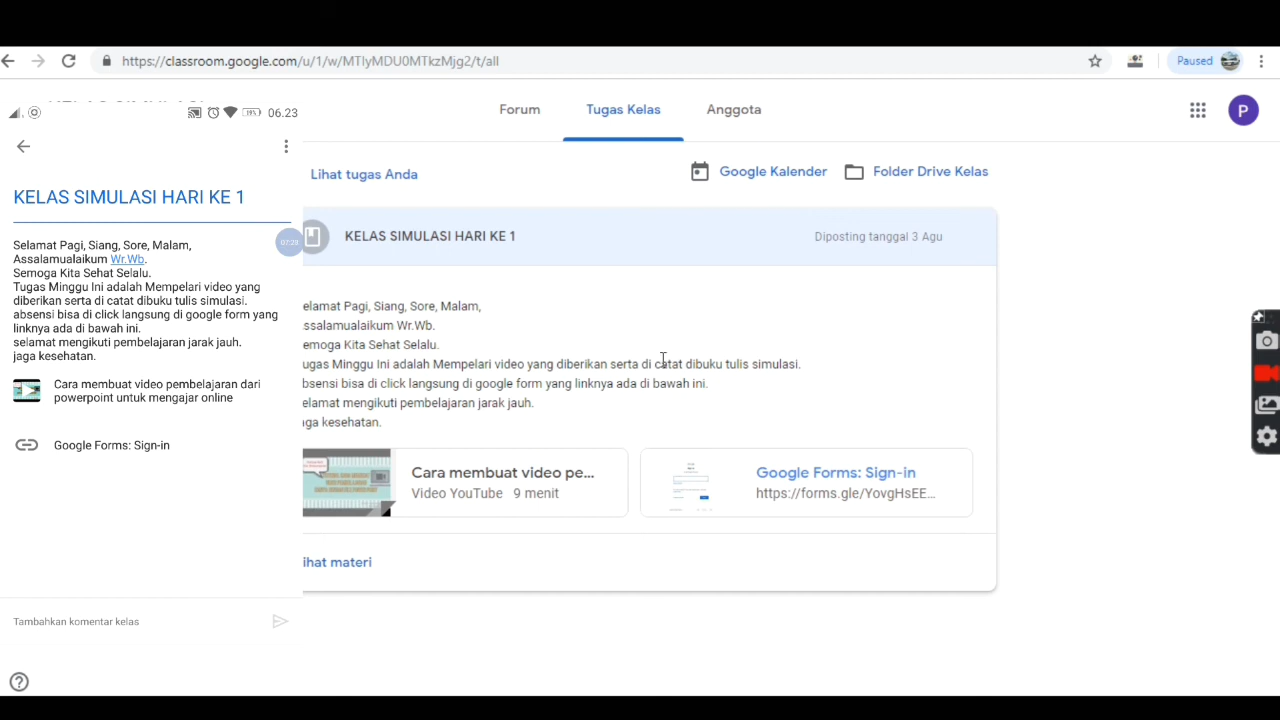 https://classroom.google.com/u/1/w/MTIyMDU0MTkzMjg2/t/all
Paused
06.23
Forum
Tugas Kelas
Anggota
P
Lihat tugas Anda
Google Kalender
Folder Drive Kelas
KELAS SIMULASI HARI KE 1
Selamat Pagi, Siang, Sore, Malam,
Assalamualaikum Wr.Wb.
Semoga Kita Sehat Selalu.
Tugas Minggu Ini adalah Mempelari video yang
diberikan serta di catat dibuku tulis simulasi.
absensi bisa di click langsung di google form yang
linknya ada di bawah ini.
selamat mengikuti pembelajaran jarak jauh.
jaga kesehatan.
Cara membuat video pembelajaran dari
powerpoint untuk mengajar online
Google Forms: Sign-in
Tambahkan komentar kelas
07:23
KELAS SIMULASI HARI KE 1
Diposting tanggal 3 Agu
elamat Pagi, Siang, Sore, Malam,
ssalamualaikum Wr.Wb.
emoga Kita Sehat Selalu.
ugas Minggu Ini adalah Mempelari video yang diberikan serta di catat dibuku tulis simulasi.
bsensi bisa di click langsung di google form yang linknya ada di bawah ini.
elamat mengikuti pembelajaran jarak jauh.
ga kesehatan.
Cara membuat video pe...
Video YouTube 9 menit
Google Forms: Sign-in
https://forms.gle/YovgHsEE...
ihat materi